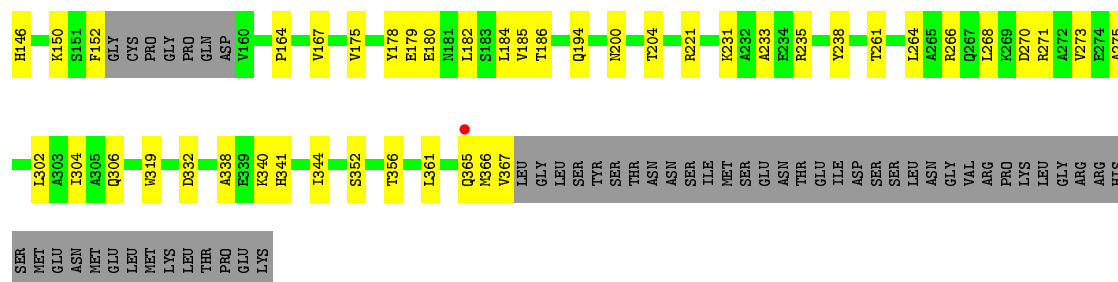 H146 K150 S151 F152 GLY CYS PRO GLY PRO GLN ASP V160 P164 V167 V175 Y178 E179 E180 N181 L182 S183 L184 V185 T186 Q194 N200 T204 R221 K231 A232 A233 E234 R235 Y238 T261 L264 A265 R266 Q267 L268 K269 D270 R271 A272 V273 E274 A275
L302 A303 I304 A305 Q306 W319 D332 A338 E339 K340 H341 I344 S352 T356 L361 Q365 M366 V367 LEU GLY LEU SER TYR SER SER THR ASN ASN SER ILE MET SER GLU ASN THR GLU ILE ASP SER SER LEU ASN GLY VAL ARG PRO LYS LEU GLY ARG ARG HIS
SER MET GLU ASN MET GLU LEU MET LYS LEU THR PRO GLU LYS